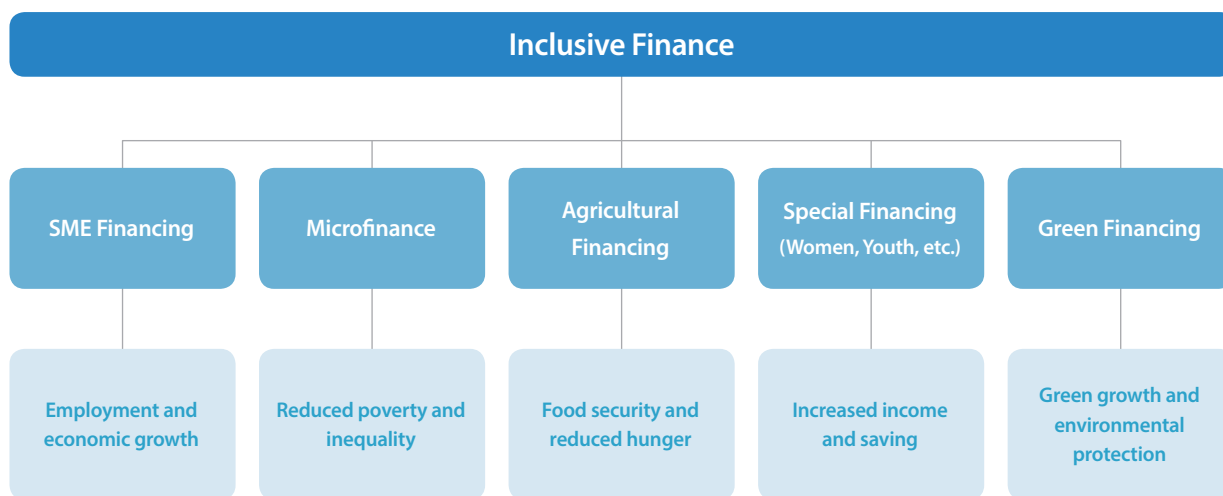 Inclusive Finance
SME Financing
Microfinance
Agricultural
Financing
Special Financing
(Women, Youth, etc.)
Green Financing
Employment and
economic growth
Reduced poverty and
inequality
Food security and
reduced hunger
Increased income
and saving
Green growth and
environmental
protection